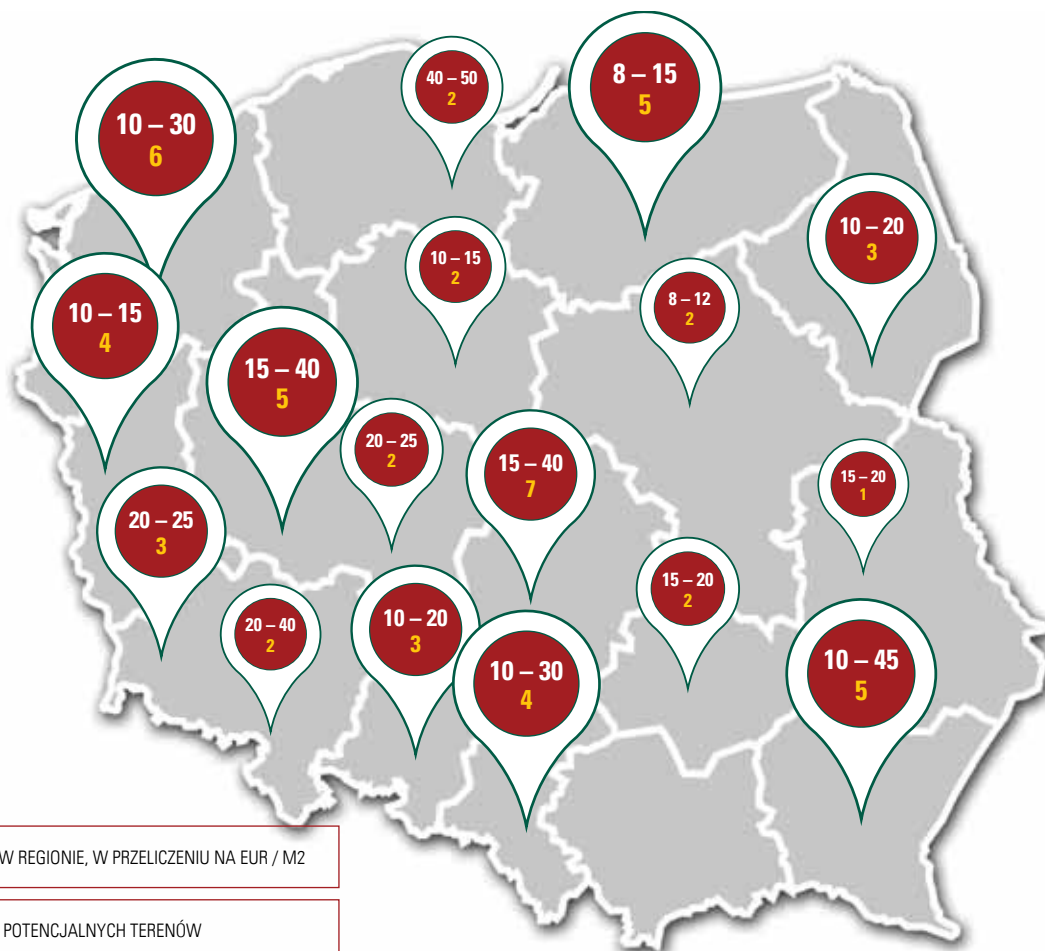 40 – 50
2
8 – 15
5
10 – 30
6
10 – 20
3
10 – 15
2
8 – 12
2
10 – 15
4
15 – 40
5
20 – 25
2
15 – 40
7
15 – 20
1
20 – 25
3
15 – 20
2
20 – 40
2
10 – 20
3
10 – 30
4
10 – 45
5
W REGIONIE, W PRZELICZENIU NA EUR / M2
POTENCJALNYCH TERENÓW